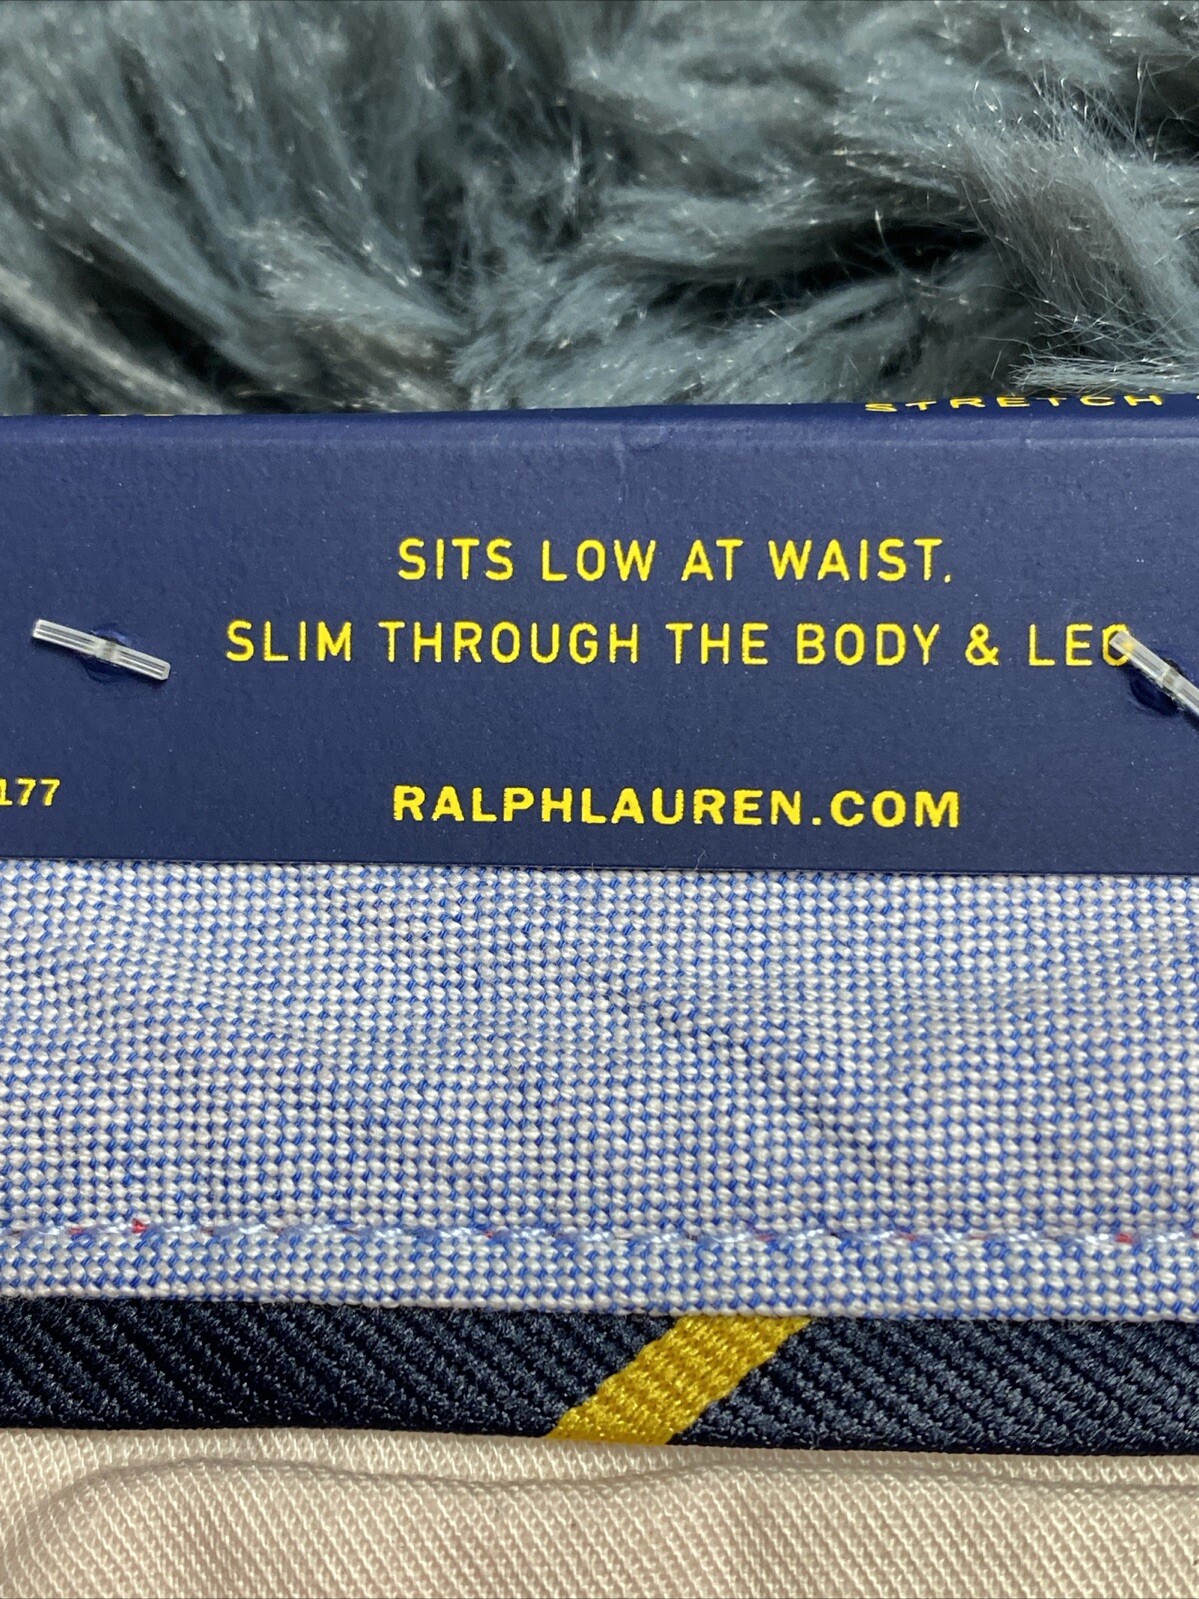 STRETCH
SITS LOW AT WAIST.
SLIM THROUGH THE BODY & LEG
177
RALPHLAUREN.COM